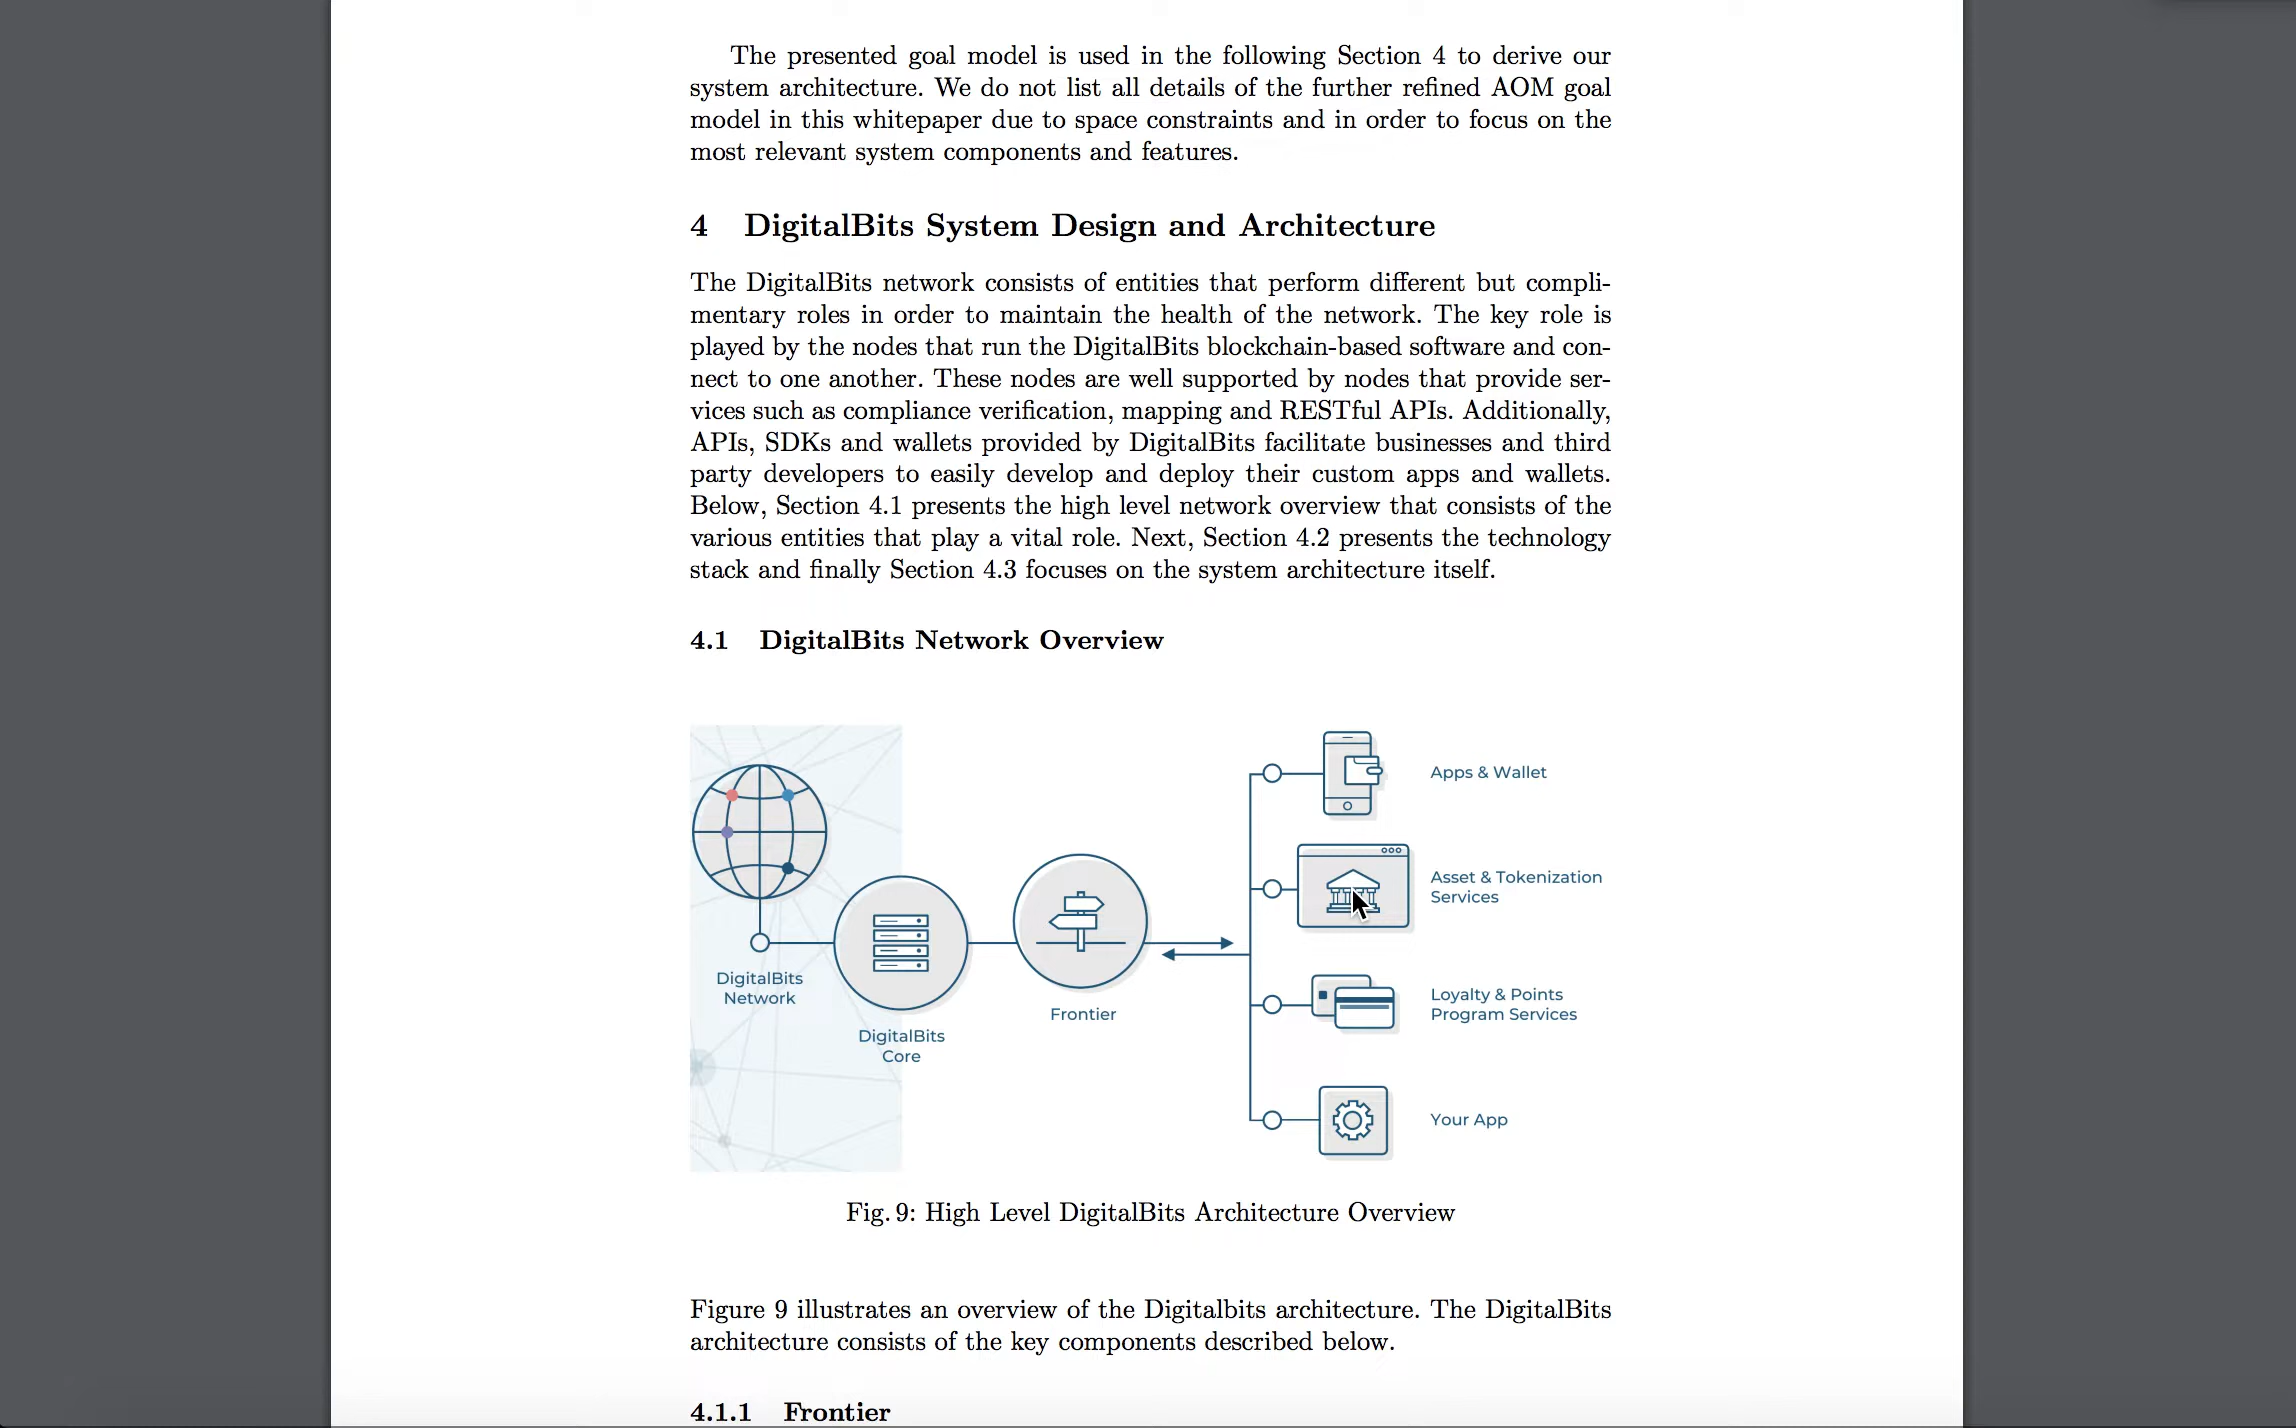 The presented goal model is used in the following Section 4 to derive our
system architecture. We do not list all details of the further refined AOM goal
model in this whitepaper due to space constraints and in order to focus on the
most relevant system components and features.
4 DigitalBits System Design and Architecture
The DigitalBits network consists of entities that perform different but compli-
mentary roles in order to maintain the health of the network. The key role is
played by the nodes that run the DigitalBits blockchain-based software and con-
nect to one another. These nodes are well supported by nodes that provide ser-
vices such as compliance verification, mapping and RESTful APIs. Additionally,
APIs, SDKs and wallets provided by DigitalBits facilitate businesses and third
party developers to easily develop and deploy their custom apps and wallets.
Below, Section 4.1 presents the high level network overview that consists of the
various entities that play a vital role. Next, Section 4.2 presents the technology
stack and finally Section 4.3 focuses on the system architecture itself.
4.1 DigitalBits Network Overview
DigitalBits
Network
DigitalBits
Core
Frontier
Apps & Wallet
Asset & Tokenization
Services
Loyalty & Points
Program Services
Your App
Fig. 9: High Level DigitalBits Architecture Overview
Figure 9 illustrates an overview of the Digitalbits architecture. The DigitalBits
architecture consists of the key components described below.
4.1.1 Frontier